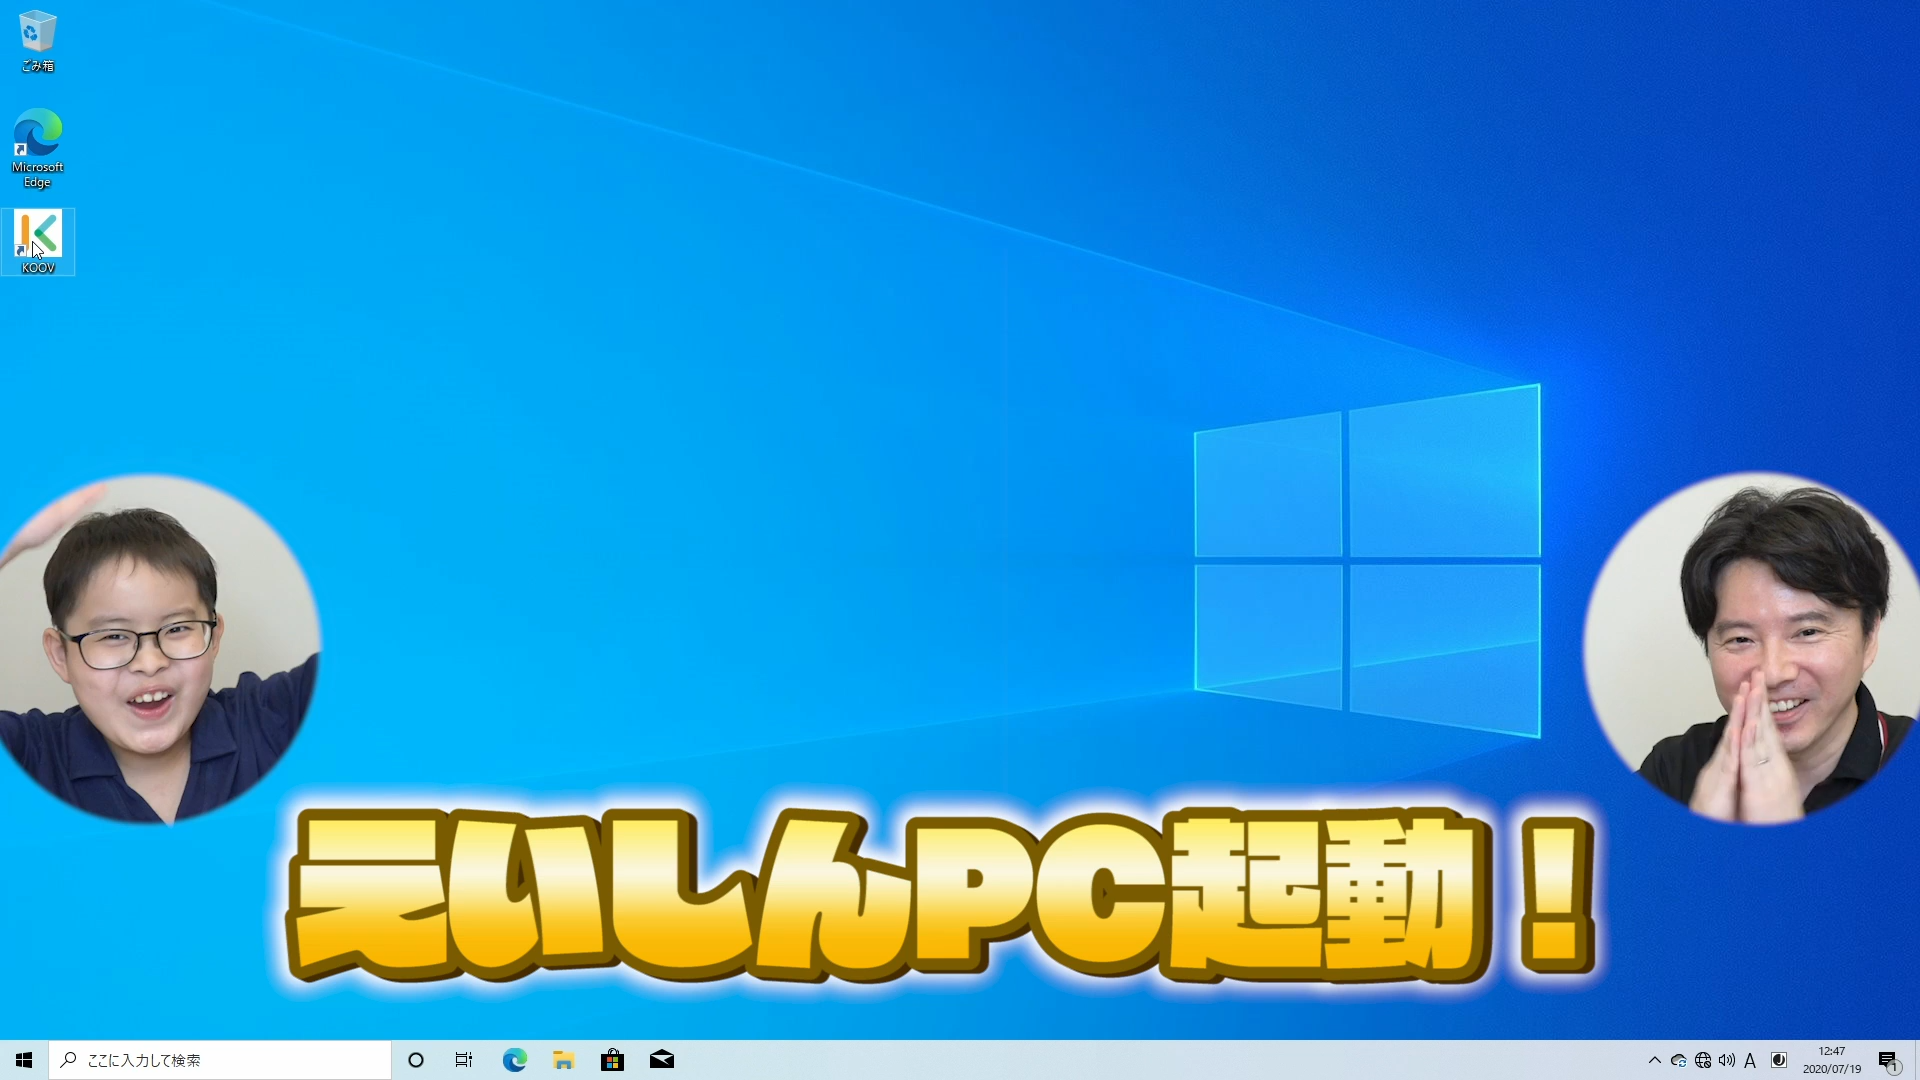 ごみ箱
Microsoft
Edge
KOOV
えいしんPC起動！
ここに入力して検索
A
12:47
2020/07/19
1